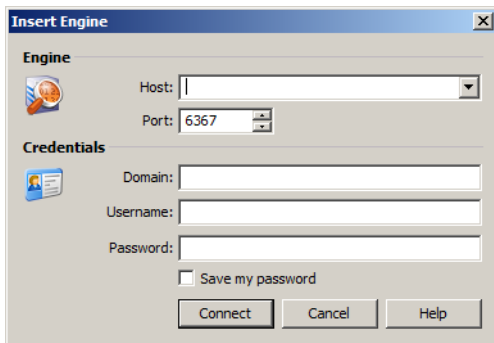 Insert Engine
Engine
Host:
Port: 6367
Credentials
Domain:
Username:
Password:
Save my password
Connect Cancel Help